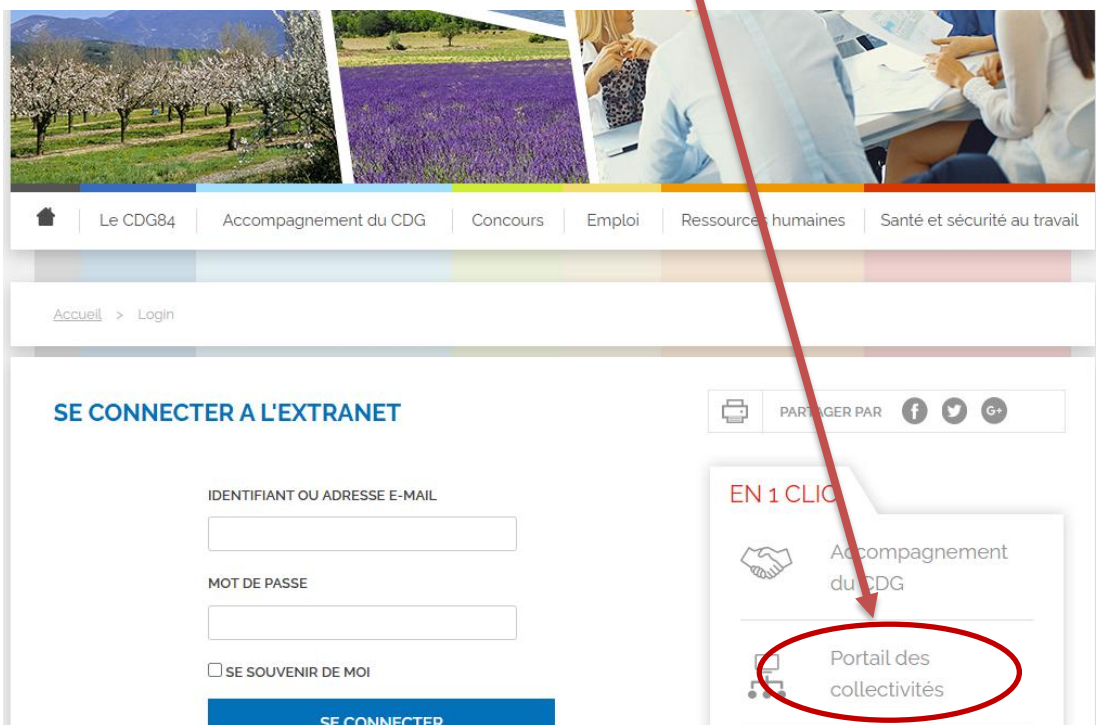 Le CDG84 Accompagnement du CDG Concours Emploi Ressources humaines Santé et sécurité au travail
Accueil > Login
SE CONNECTER A L'EXTRANET
PARTAGER PAR
IDENTIFIANT OU ADRESSE E-MAIL
MOT DE PASSE
SE SOUVENIR DE MOI
SE CONNECTER
EN 1 CLIC
Accompagnement
du CDG
Portail des
collectivités